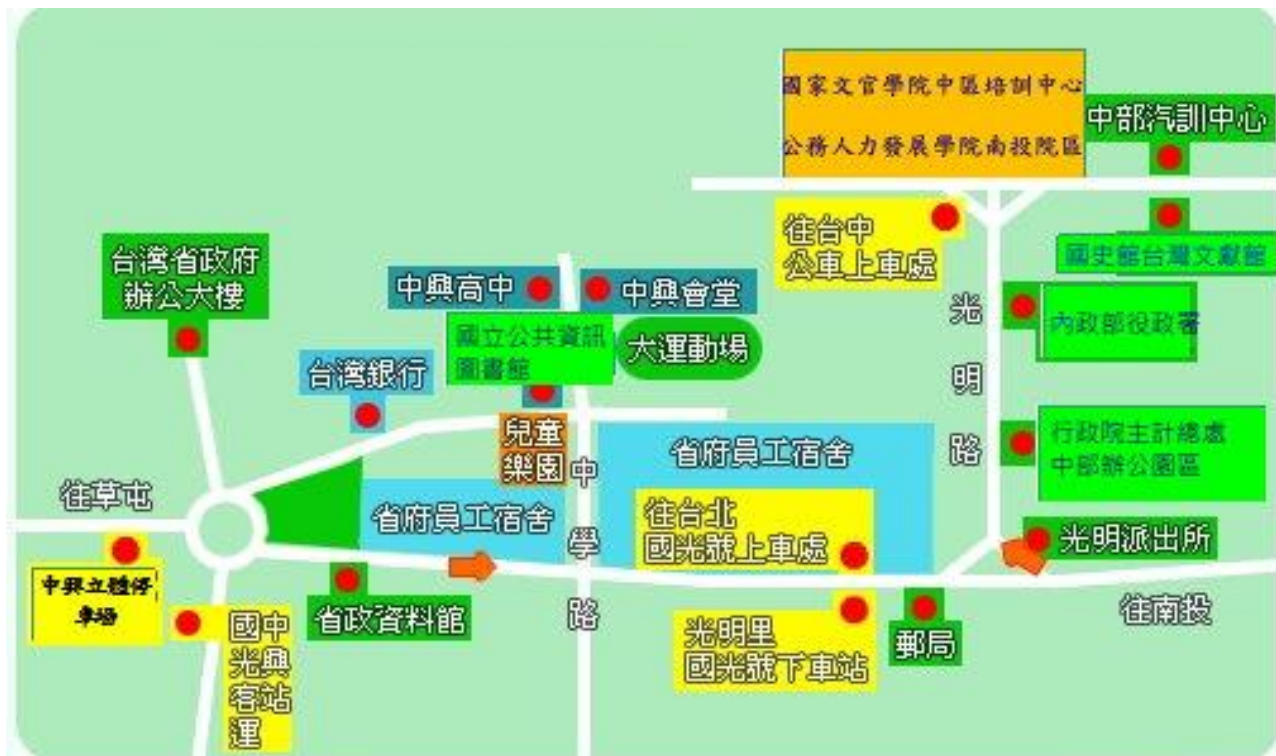 國家文官學院中區培訓中心
公務人力發展學院南投院區
中部汽訓中心
往台中
公車上車處
國史館台灣文獻館
台灣省政府
辦公大樓
中興高中
中興會堂
內政部役政署
國立公共資訊
圖書館
大運動場
光明路
台灣銀行
兒童
樂園
行政院主計總處
中部辦公園區
省府員工宿舍
往草屯
省府員工宿舍
中學路
往台北
國光號上車處
光明派出所
中興立體停
車場
省政資料館
國中
光興
客站
運
光明里
國光號下車站
郵局
往南投